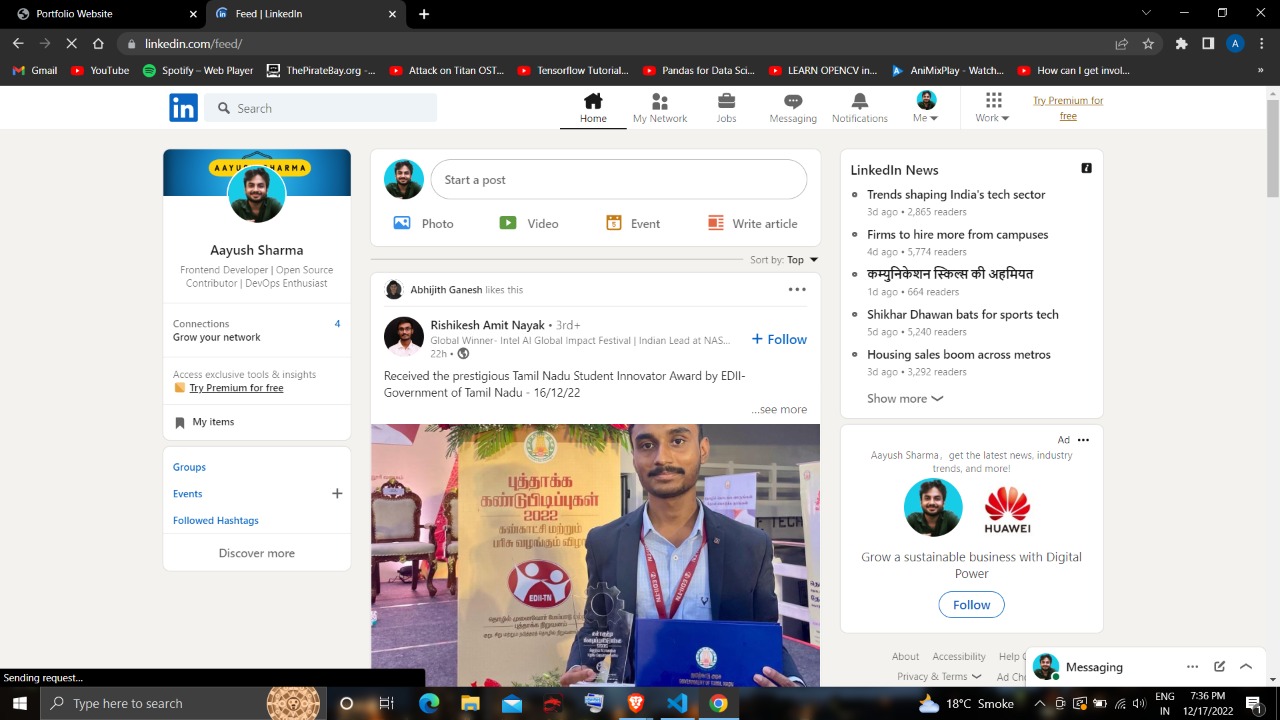 Portfolio Website
Feed | LinkedIn
linkedin.com/feed/
A
Gmail
YouTube
Spotify – Web Player
ThePirateBay.org -...
Attack on Titan OST...
Tensorflow Tutorial...
Pandas for Data Sci...
LEARN OPENCV in...
AniMixPlay - Watch...
How can I get invol...
»
in
Search
Home
My Network
Jobs
Messaging
Notifications
Me
Work
Try Premium for
free
AAYUSH SHARMA
Aayush Sharma
Frontend Developer | Open Source
Contributor | DevOps Enthusiast
Connections 4
Grow your network
Access exclusive tools & insights
Try Premium for free
My items
Groups
Events
Followed Hashtags
Discover more
Start a post
Photo
Video
Event
Write article
Sort by: Top
Abhijith Ganesh likes this
Rishikesh Amit Nayak • 3rd+
Global Winner- Intel AI Global Impact Festival | Indian Lead at NAS...
22h •
+ Follow
Received the prestigious Tamil Nadu Student Innovator Award by EDII-
Government of Tamil Nadu - 16/12/22
...see more
புத்தாக்க
கண்டுபிடிப்புகள்
2022
கண்காட்சி மற்றும்
பரிசு வழங்கும் விழா
EDII-TN
F TECH
LinkedIn News
Trends shaping India's tech sector
3d ago • 2,865 readers
Firms to hire more from campuses
4d ago • 5,774 readers
कम्युनिकेशन स्किल्स की अहमियत
1d ago • 664 readers
Shikhar Dhawan bats for sports tech
5d ago • 5,240 readers
Housing sales boom across metros
3d ago • 3,292 readers
Show more
Ad
Aayush Sharma, get the latest news, industry
trends, and more!
HUAWEI
Grow a sustainable business with Digital
Power
Follow
About
Accessibility
Help C
Privacy & Terms
Ad Ch
Messaging
Sending request...
Type here to search
18°C Smoke
ENG
IN
7:36 PM
12/17/2022
1